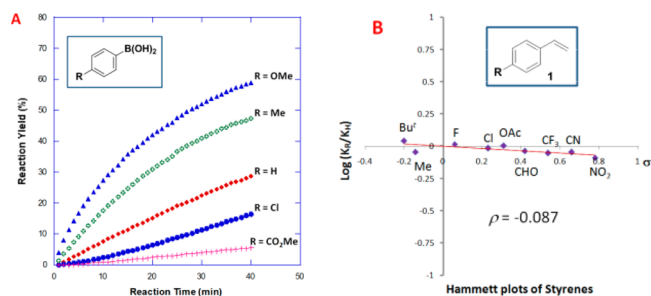 A
B
B(OH)₂
R
R = OMe
R = Me
R = H
R = Cl
R = CO₂Me
Reaction Yield (%)
80
70
60
50
40
30
20
10
0
0 10 20 30 40 50
Reaction Time (min)
R
1
Log (K_R/K_H)
1
0.75
0.5
0.25
0
-0.25
-0.5
-0.75
-1
-0.4 -0.2 0 0.2 0.4 0.6 0.8 1 σ
Buᵗ
Me
F
Cl
OAc
CHO
CF₃
CN
NO₂
ρ = -0.087
Hammett plots of Styrenes